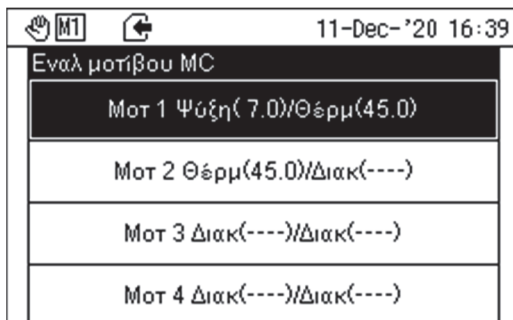 M1 11-Dec-'20 16:39
Εναλ μοτίβου MC
Μοτ 1 Ψύξη( 7.0)/Θέρμ(45.0)
Μοτ 2 Θέρμ(45.0)/Διακ(----)
Μοτ 3 Διακ(----)/Διακ(----)
Μοτ 4 Διακ(----)/Διακ(----)